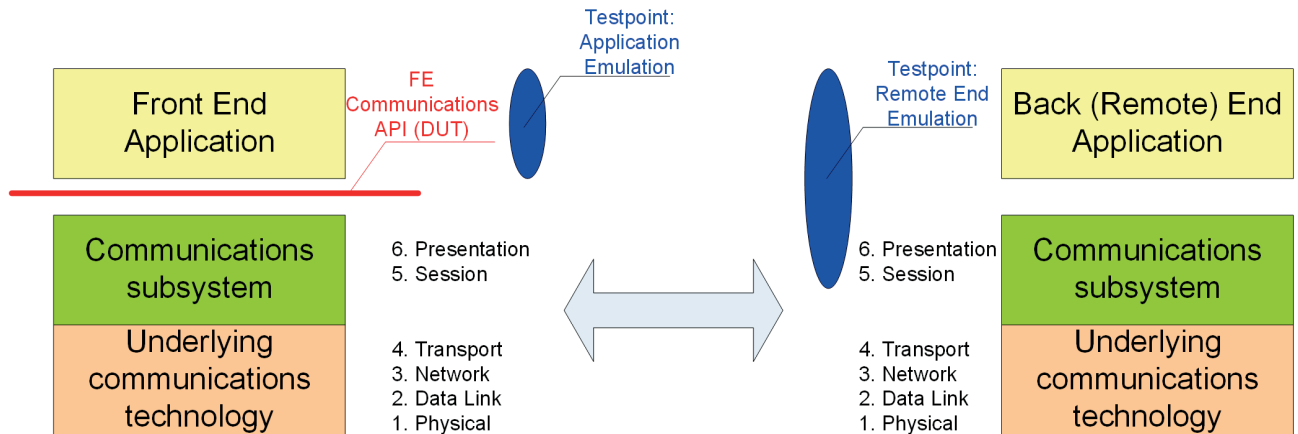 Testpoint:
Application
Emulation
FE
Communications
API (DUT)
Testpoint:
Remote End
Emulation
Front End
Application
Back (Remote) End
Application
Communications
subsystem
6. Presentation
5. Session
6. Presentation
5. Session
Communications
subsystem
Underlying
communications
technology
4. Transport
3. Network
2. Data Link
1. Physical
4. Transport
3. Network
2. Data Link
1. Physical
Underlying
communications
technology